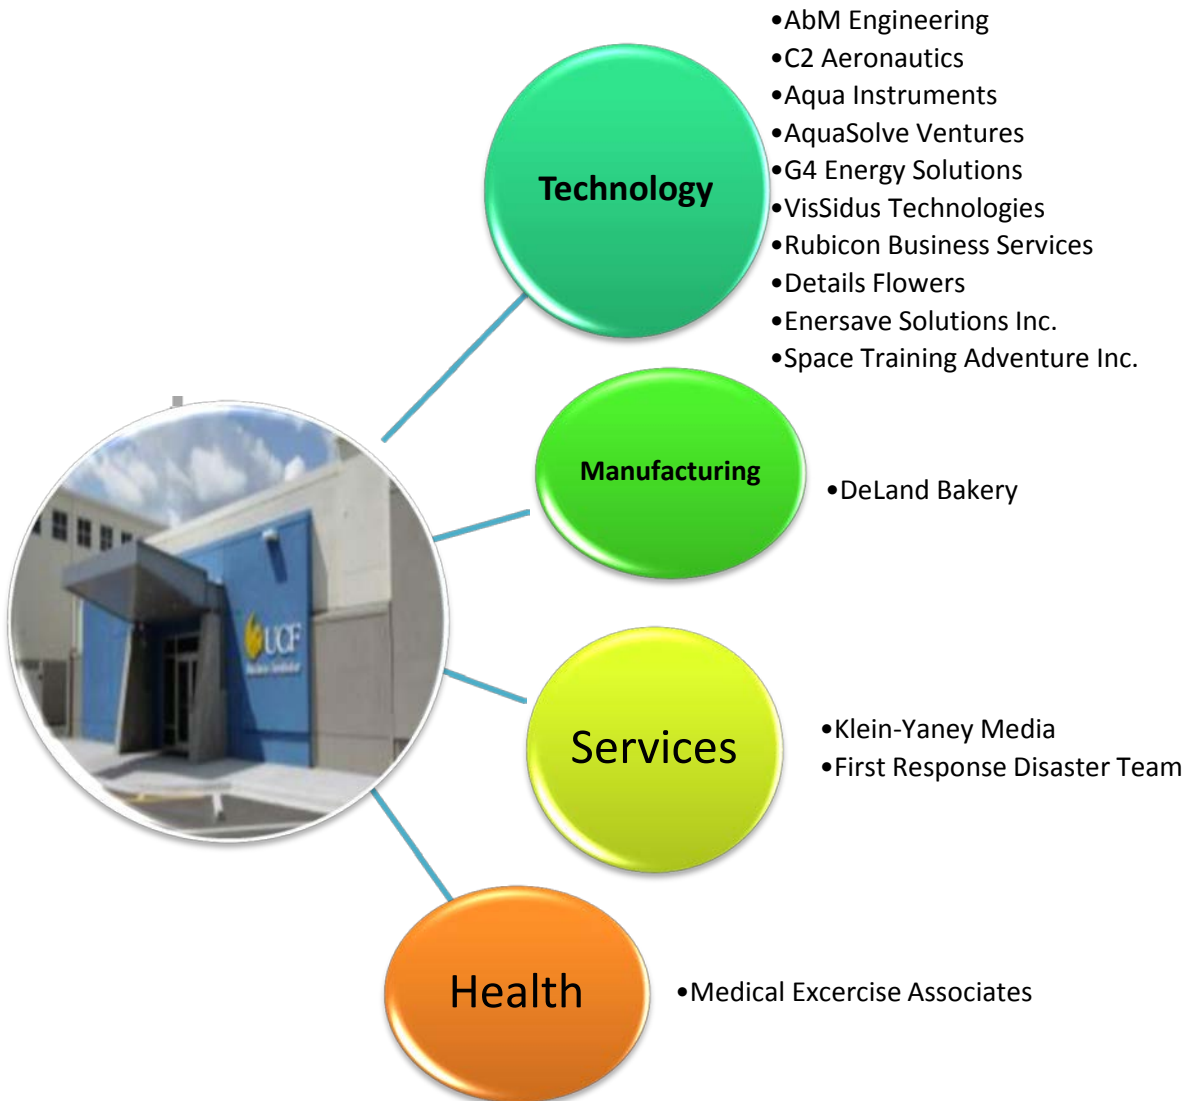 •AbM Engineering
•C2 Aeronautics
•Aqua Instruments
•AquaSolve Ventures
•G4 Energy Solutions
•VisSidus Technologies
•Rubicon Business Services
•Details Flowers
•Enersave Solutions Inc.
•Space Training Adventure Inc.
Technology
Manufacturing
•DeLand Bakery
UCF
Services
•Klein-Yaney Media
•First Response Disaster Team
Health
•Medical Excercise Associates